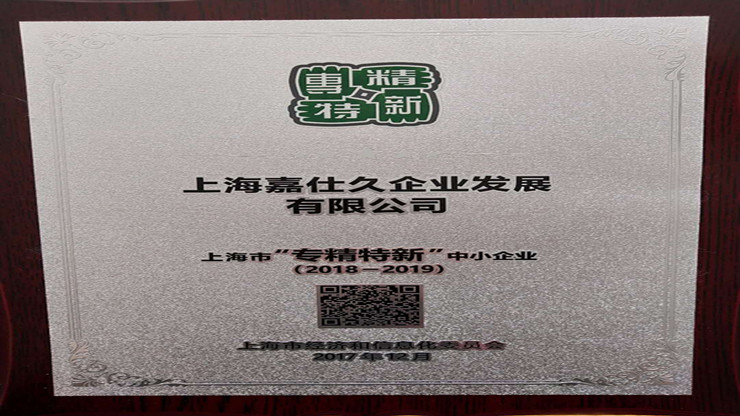 專精
特新
上海嘉仕久企业发展
有限公司
上海市“专精特新”中小企业
(2018-2019)
上海市经济和信息化委员会
2017年12月